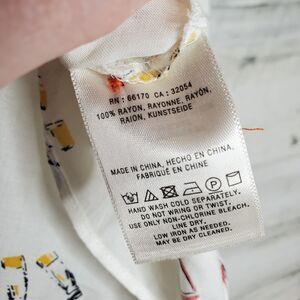 RN : 66170 CA : 32054
100% RAYON, RAYONNE, RAYÓN,
RAION, KUNSTSEIDE
MADE IN CHINA, HECHO EN CHINA,
FABRIQUÉ EN CHINE
HAND WASH COLD SEPARATELY.
DO NOT WRING OR TWIST.
USE ONLY NON-CHLORINE BLEACH.
LINE DRY.
LOW IRON AS NEEDED.
MAY BE DRY CLEANED.